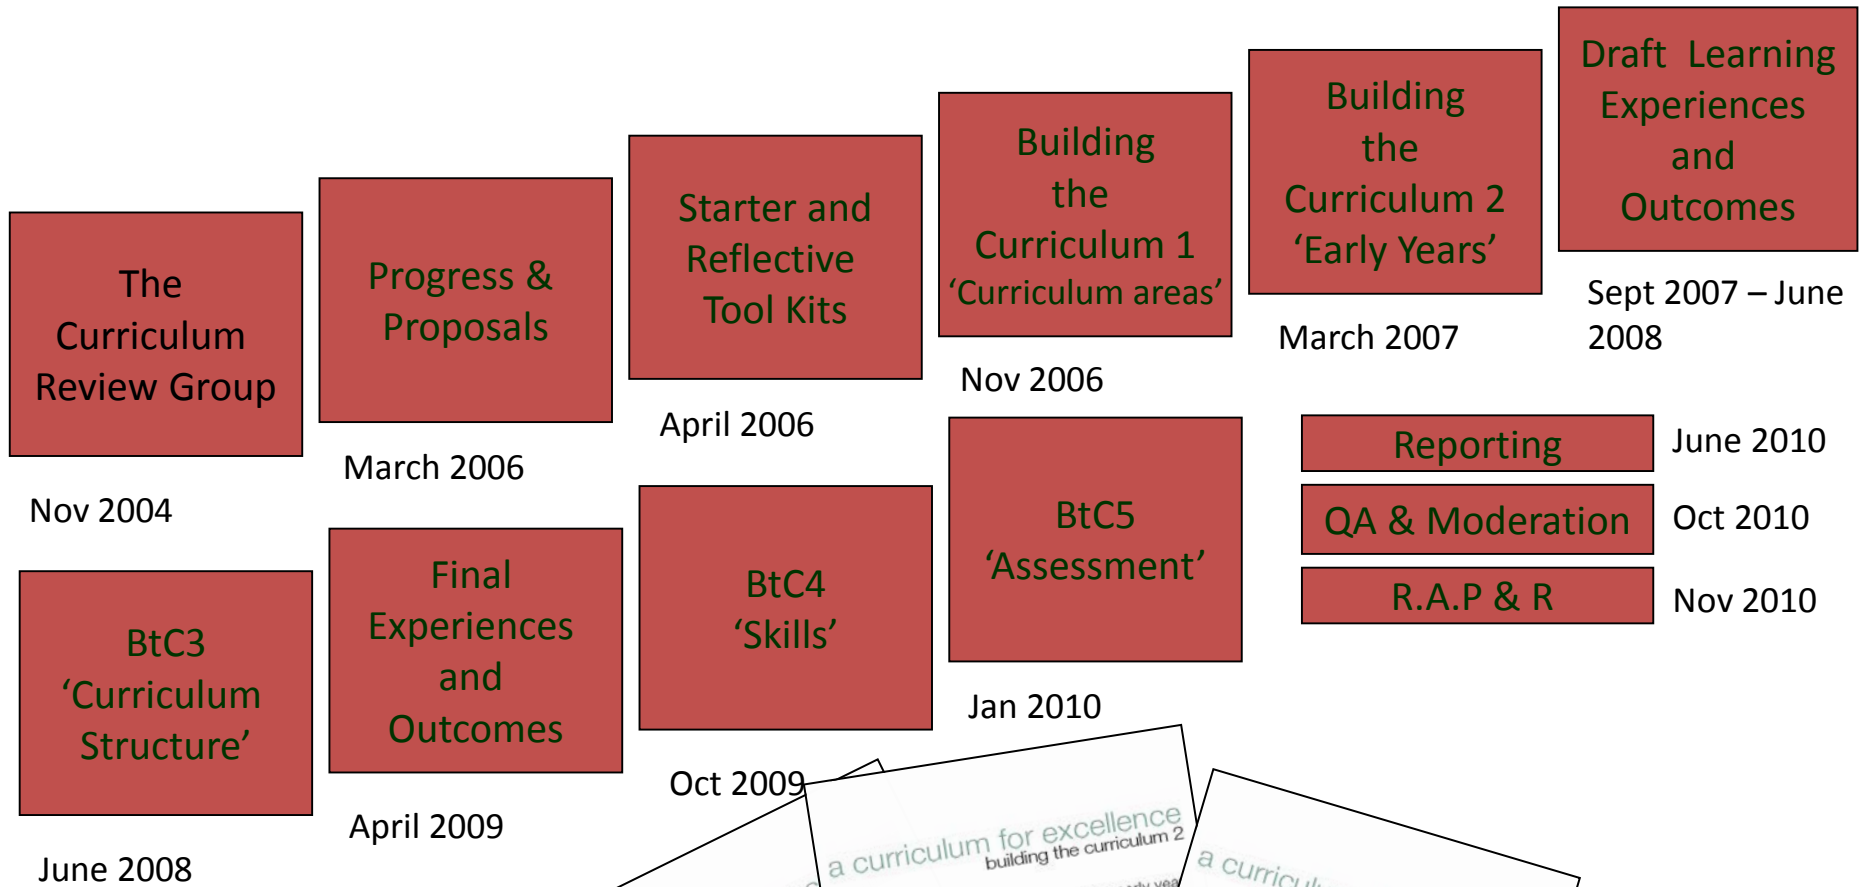 The
Curriculum
Review Group
Nov 2004
Progress &
Proposals
March 2006
Starter and
Reflective
Tool Kits
April 2006
Building
the
Curriculum 1
‘Curriculum areas’
Nov 2006
Building
the
Curriculum 2
‘Early Years’
March 2007
Draft Learning
Experiences
and
Outcomes
Sept 2007 – June
2008
BtC3
‘Curriculum
Structure’
June 2008
Final
Experiences
and
Outcomes
April 2009
BtC4
‘Skills’
Oct 2009
BtC5
‘Assessment’
Jan 2010
Reporting
June 2010
QA & Moderation
Oct 2010
R.A.P & R
Nov 2010
a curriculum for excellence
building the curriculum 2
a